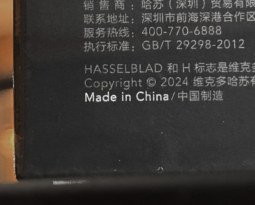 销 售 商：哈苏（深圳）贸易有限
联系地址：深圳市前海深港合作区
服务热线：400-770-6888
执行标准：GB/T 29298-2012
HASSELBLAD 和 H 标志是维克多
Copyright © 2024 维克多哈苏有
Made in China/中国制造